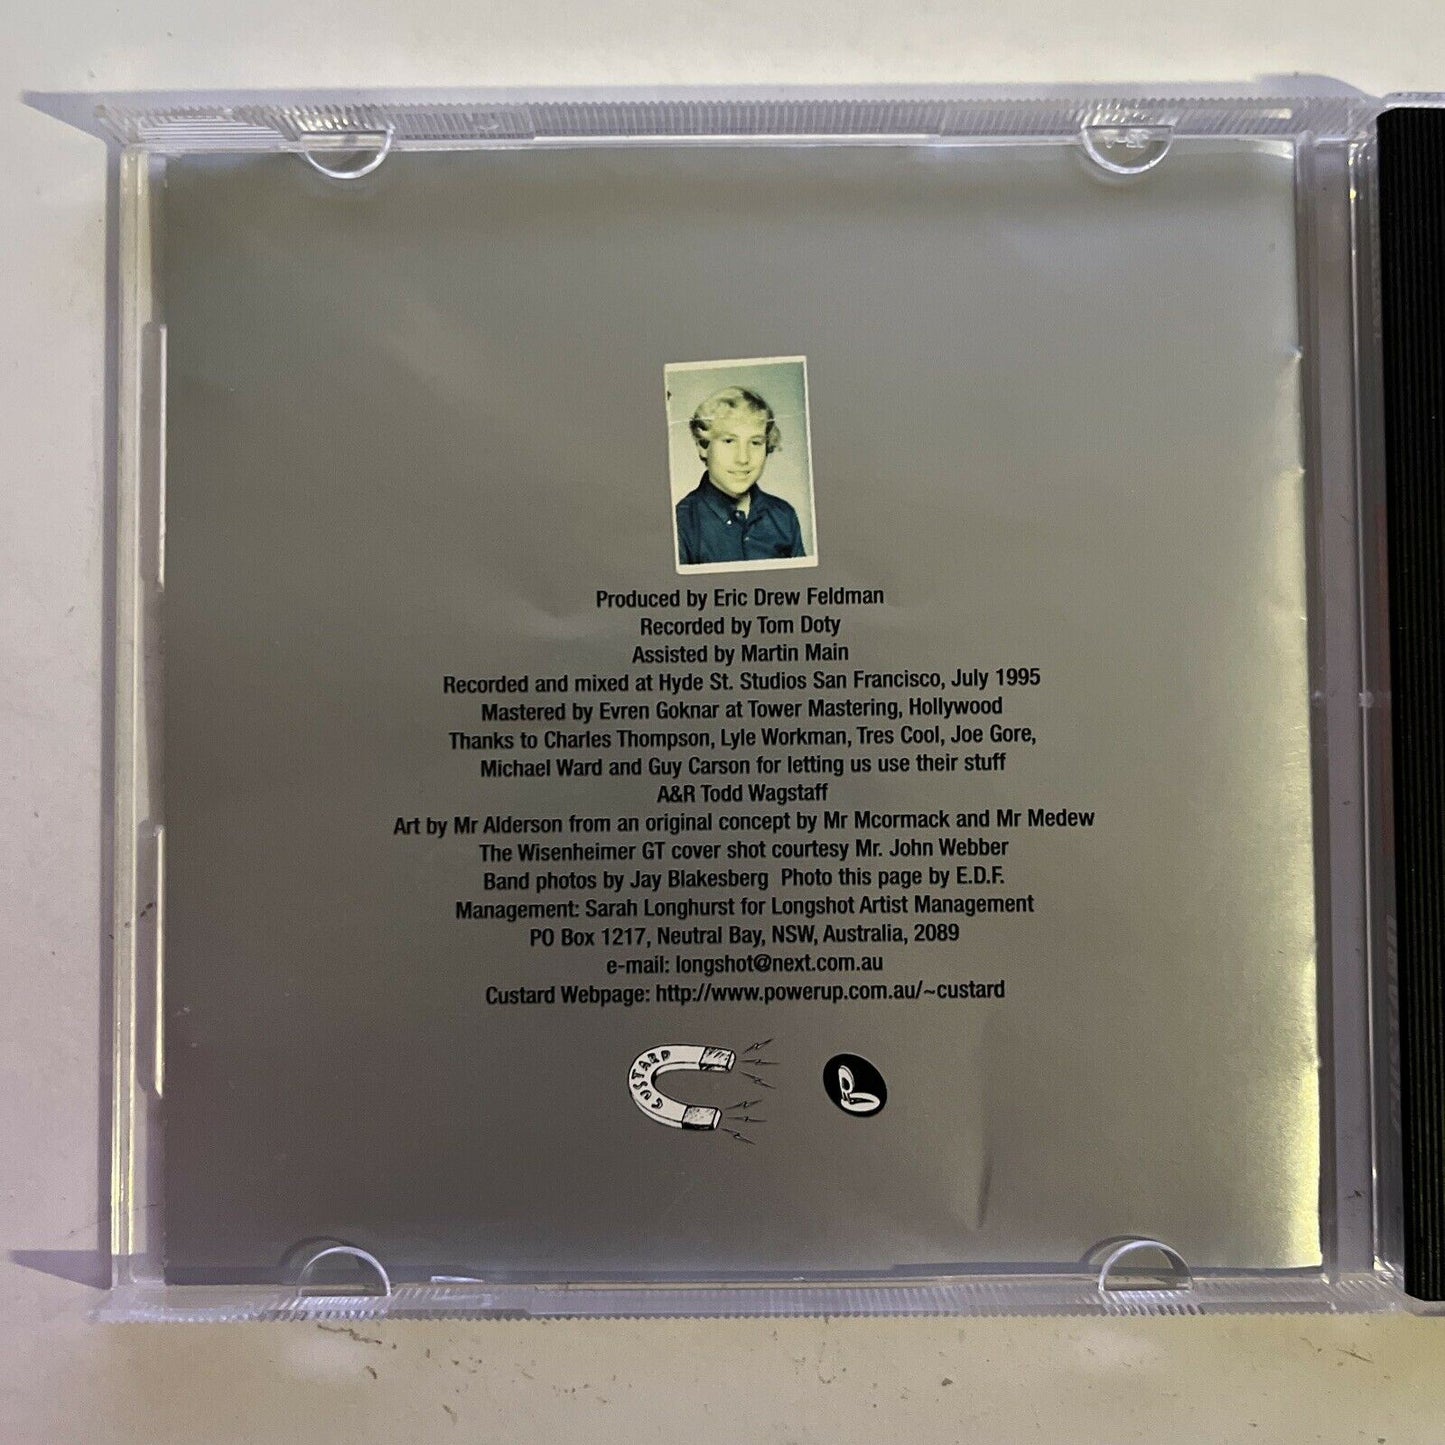 Produced by Eric Drew Feldman
Recorded by Tom Doty
Assisted by Martin Main
Recorded and mixed at Hyde St. Studios San Francisco, July 1995
Mastered by Evren Goknar at Tower Mastering, Hollywood
Thanks to Charles Thompson, Lyle Workman, Tres Cool, Joe Gore,
Michael Ward and Guy Carson for letting us use their stuff
A&R Todd Wagstaff
Art by Mr Alderson from an original concept by Mr Mcormack and Mr Medew
The Wisenheimer GT cover shot courtesy Mr. John Webber
Band photos by Jay Blakesberg  Photo this page by E.D.F.
Management: Sarah Longhurst for Longshot Artist Management
PO Box 1217, Neutral Bay, NSW, Australia, 2089
e-mail: longshot@next.com.au
Custard Webpage: http://www.powerup.com.au/~custard
CUSTARD